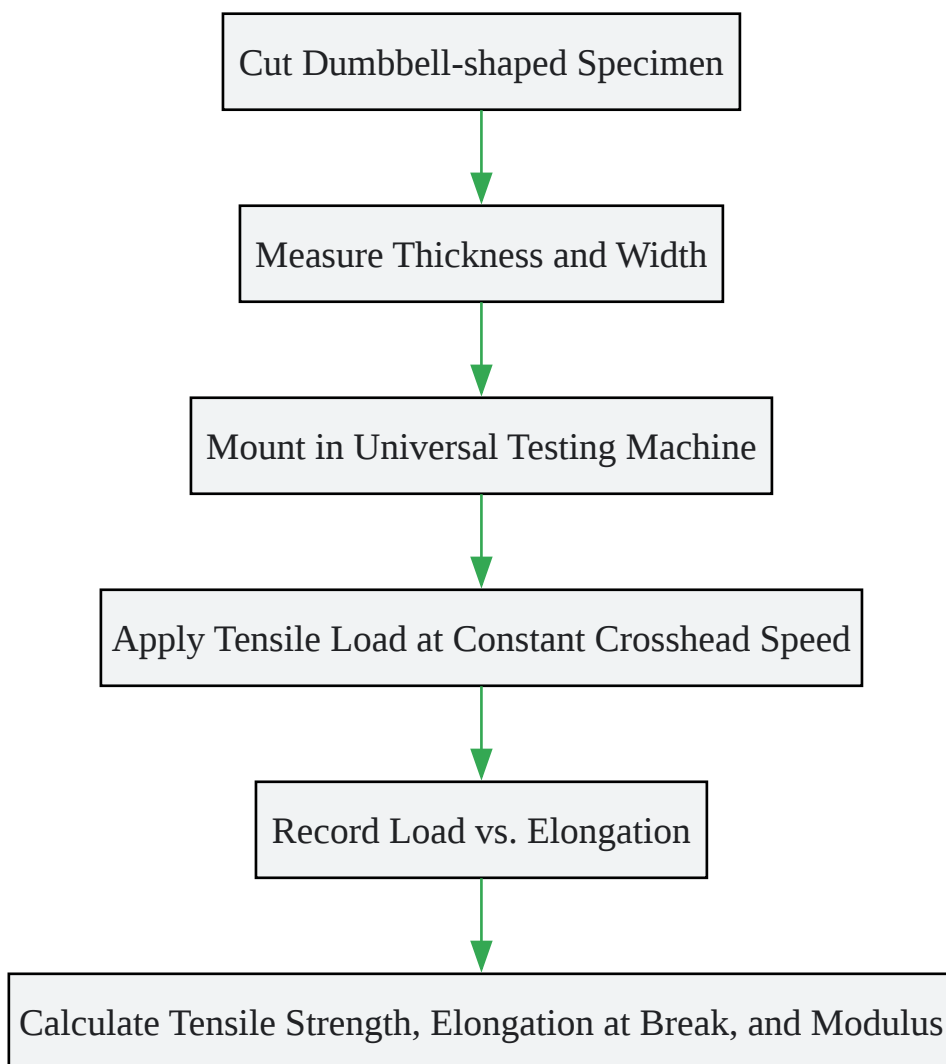 Cut Dumbbell-shaped Specimen
Measure Thickness and Width
Mount in Universal Testing Machine
Apply Tensile Load at Constant Crosshead Speed
Record Load vs. Elongation
Calculate Tensile Strength, Elongation at Break, and Modulus